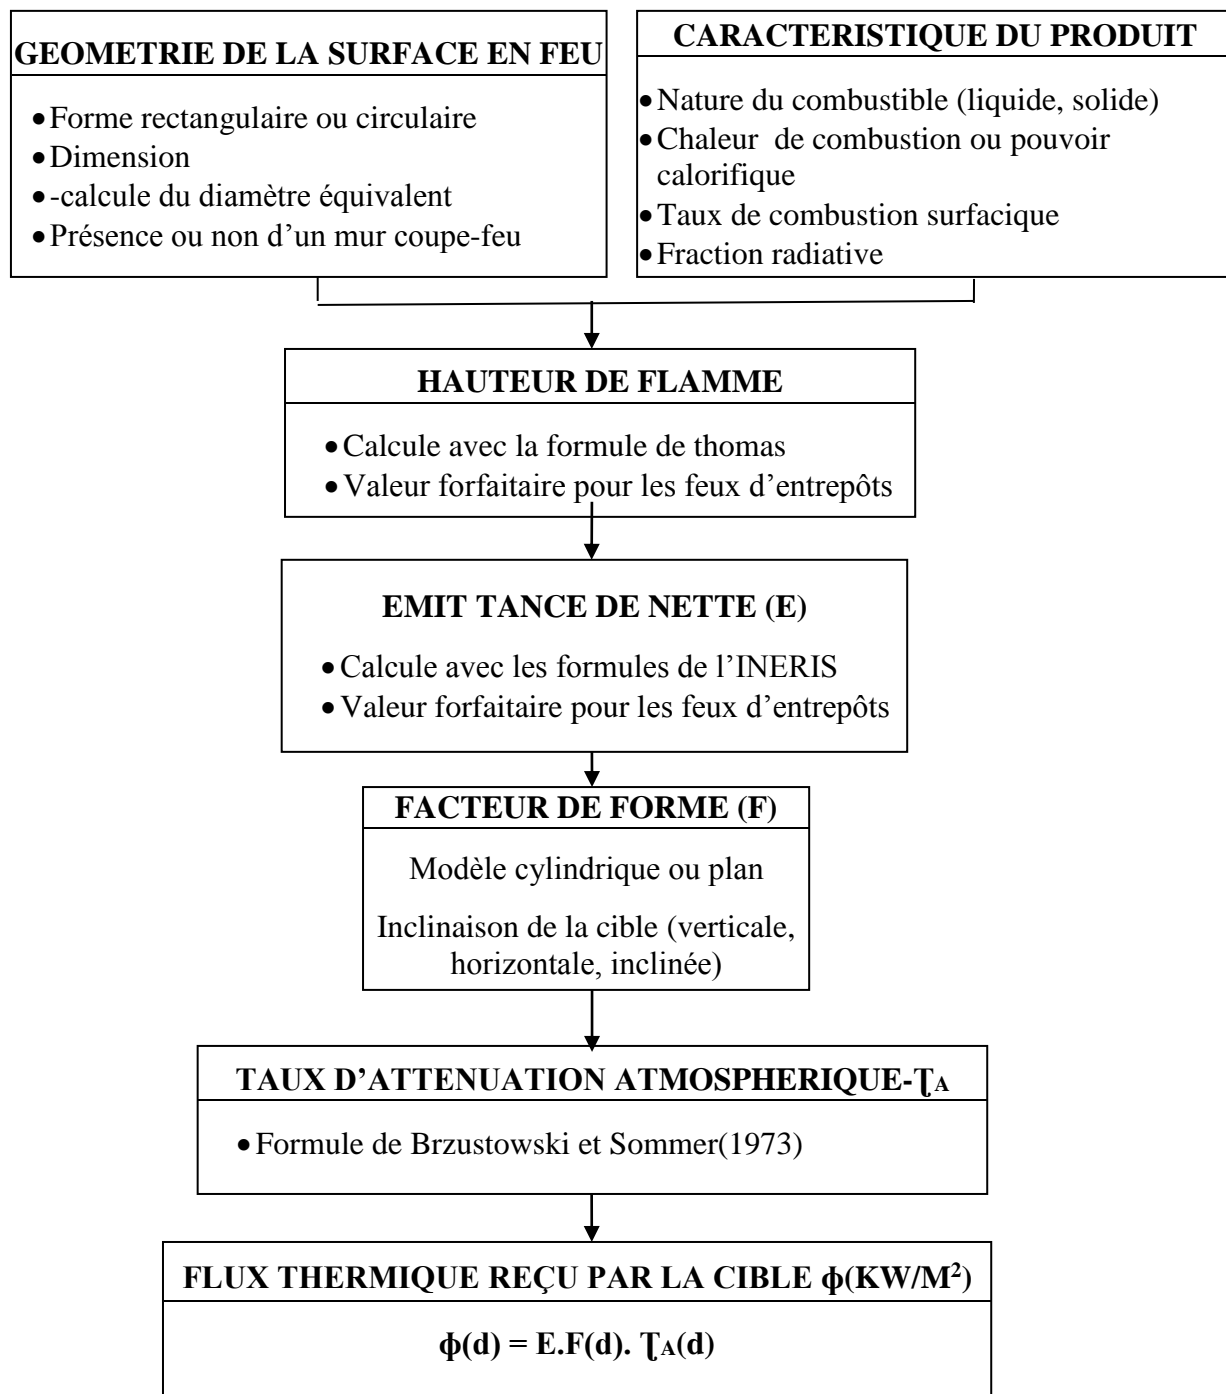 GEOMETRIE DE LA SURFACE EN FEU
•Forme rectangulaire ou circulaire
•Dimension
•-calcule du diamètre équivalent
•Présence ou non d’un mur coupe-feu
CARACTERISTIQUE DU PRODUIT
•Nature du combustible (liquide, solide)
•Chaleur de combustion ou pouvoir
calorifique
•Taux de combustion surfacique
•Fraction radiative
HAUTEUR DE FLAMME
•Calcule avec la formule de thomas
•Valeur forfaitaire pour les feux d’entrepôts
EMIT TANCE DE NETTE (E)
•Calcule avec les formules de l’INERIS
•Valeur forfaitaire pour les feux d’entrepôts
FACTEUR DE FORME (F)
Modèle cylindrique ou plan
Inclinaison de la cible (verticale,
horizontale, inclinée)
TAUX D’ATTENUATION ATMOSPHERIQUE-ƮA
•Formule de Brzustowski et Sommer(1973)
FLUX THERMIQUE REÇU PAR LA CIBLE ϕ(KW/M²)
ϕ(d) = E.F(d). ƮA(d)